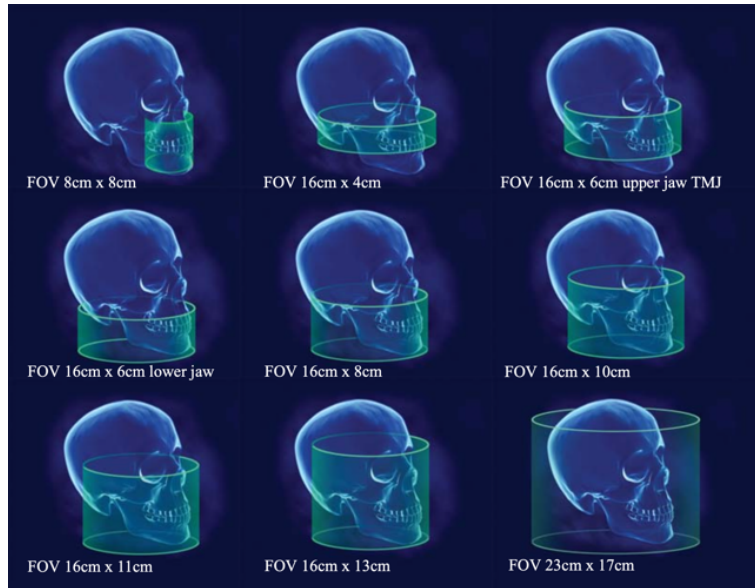 FOV 8cm x 8cm
FOV 16cm x 4cm
FOV 16cm x 6cm upper jaw TMJ
FOV 16cm x 6cm lower jaw
FOV 16cm x 8cm
FOV 16cm x 10cm
FOV 16cm x 11cm
FOV 16cm x 13cm
FOV 23cm x 17cm